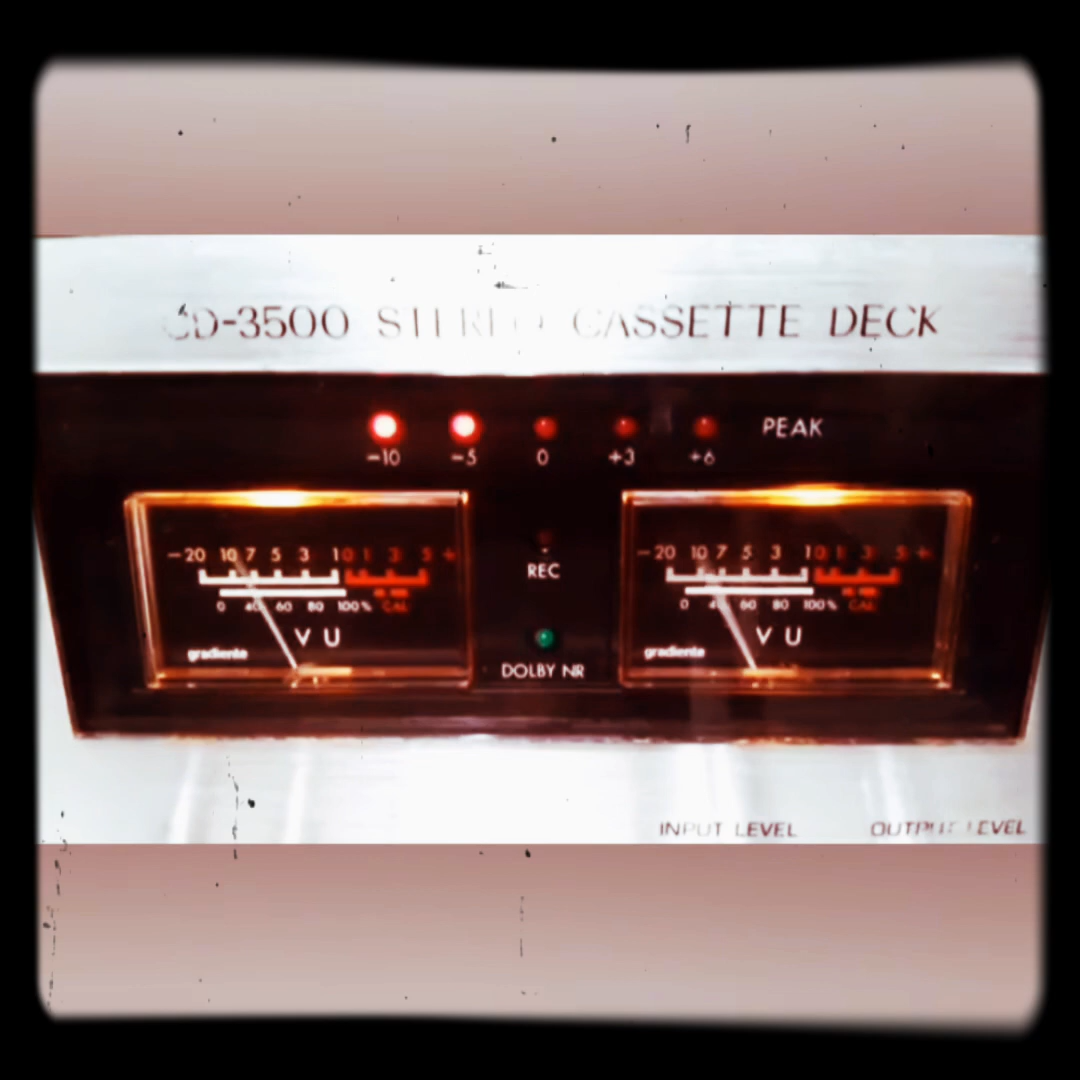 CD-3500 STEREO CASSETTE DECK
PEAK
-10 -5 0 +3 +6
-20 10 7 5 3 1 0 1 3 5 +
0 40 60 80 100%
CAL
VU
gradiente
REC
DOLBY NR
-20 10 7 5 3 1 0 1 3 5 +
0 40 60 80 100%
CAL
VU
gradiente
INPUT LEVEL OUTPUT LEVEL